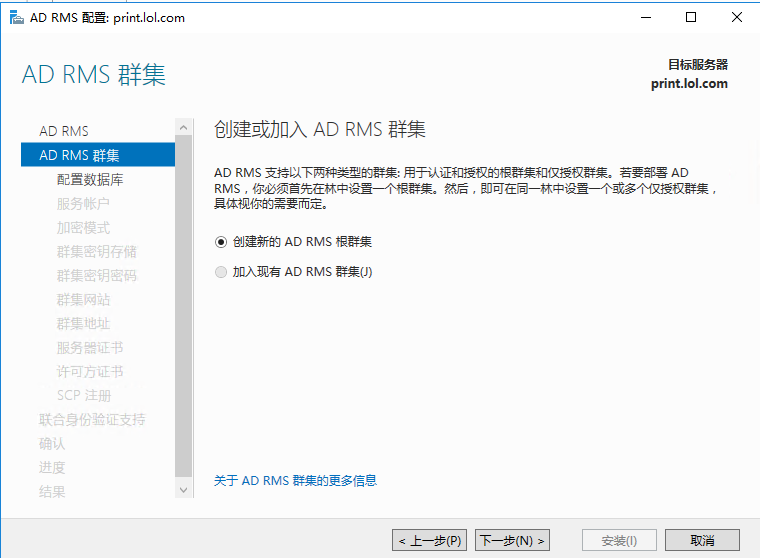 AD RMS 配置: print.lol.com
AD RMS 群集
目标服务器
print.lol.com
AD RMS
AD RMS 群集
配置数据库
服务帐户
加密模式
群集密钥存储
群集密钥密码
群集网站
群集地址
服务器证书
许可方证书
SCP 注册
联合身份验证支持
确认
进度
结果
创建或加入 AD RMS 群集
AD RMS 支持以下两种类型的群集: 用于认证和授权的根群集和仅授权群集。若要部署 AD
RMS，你必须首先在林中设置一个根群集。然后，即可在同一林中设置一个或多个仅授权群集，
具体视你的需要而定。
创建新的 AD RMS 根群集
加入现有 AD RMS 群集(J)
关于 AD RMS 群集的更多信息
< 上一步(P)
下一步(N) >
安装(I)
取消